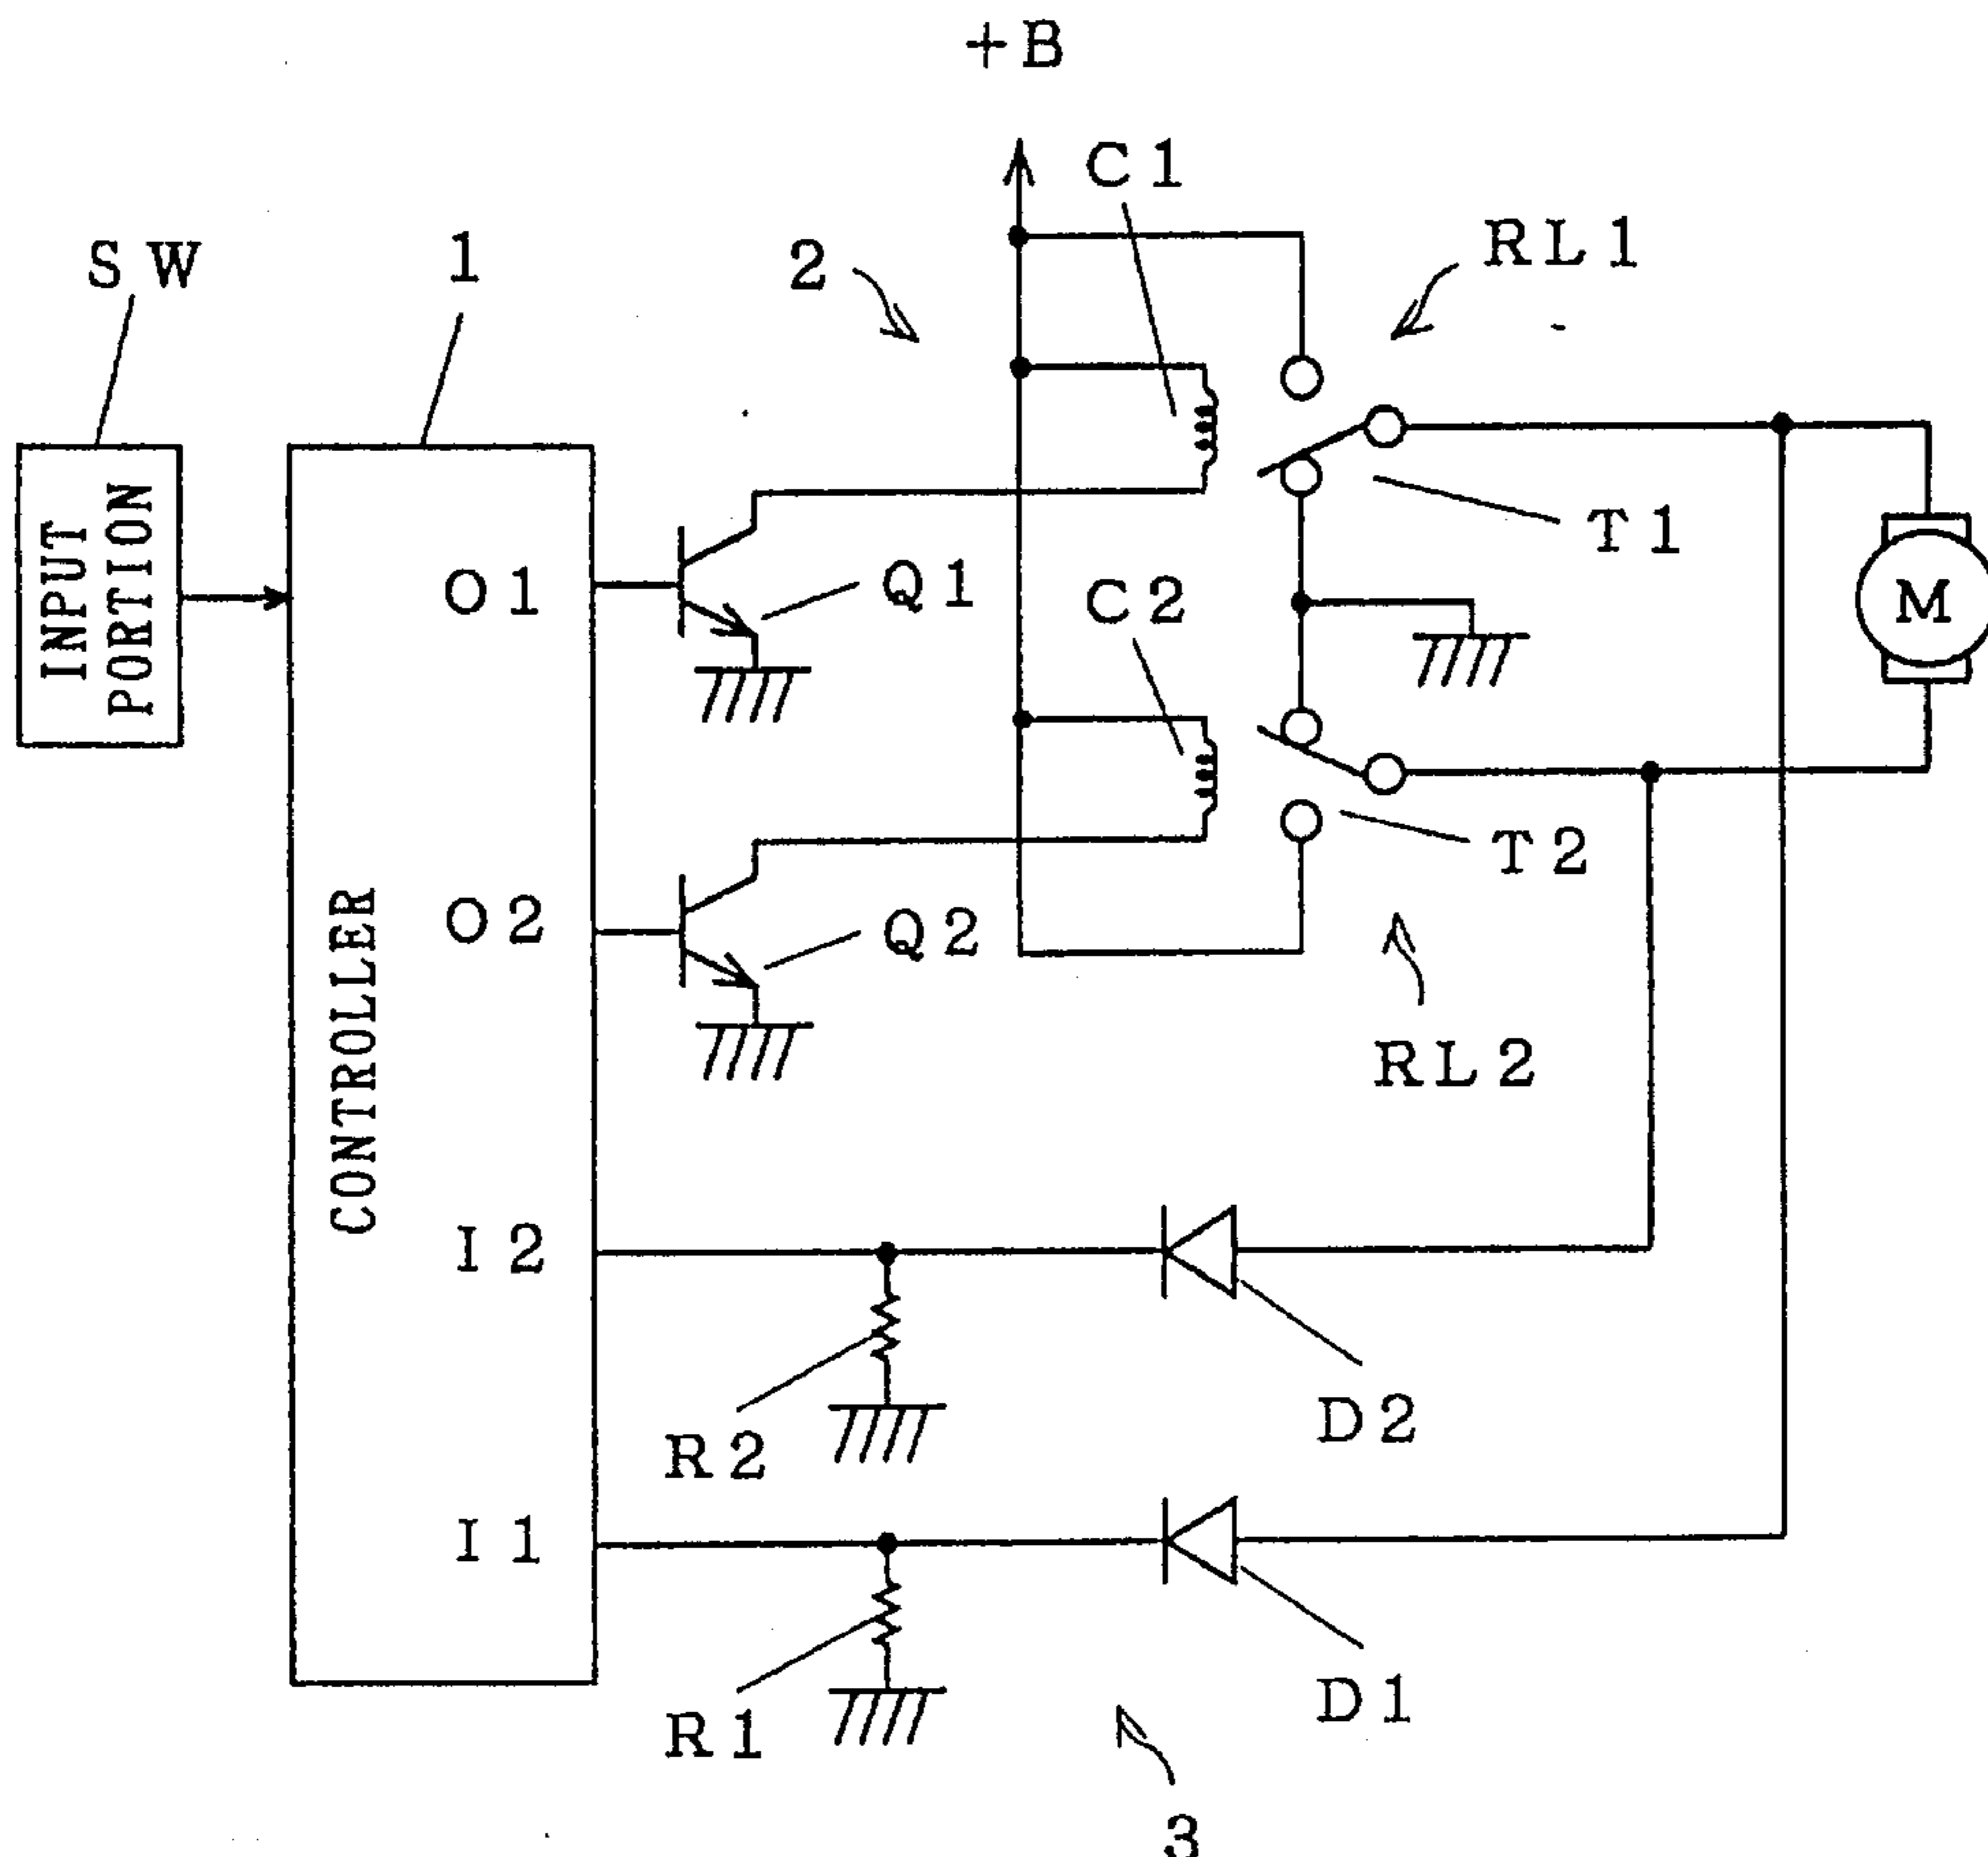 +B
C1
SW
1
2
RL1
INPUT
PORTION
O1
Q1
C2
T1
M
O2
Q2
T2
CONTROLLER
RL2
I2
R2
D2
I1
R1
D1
3